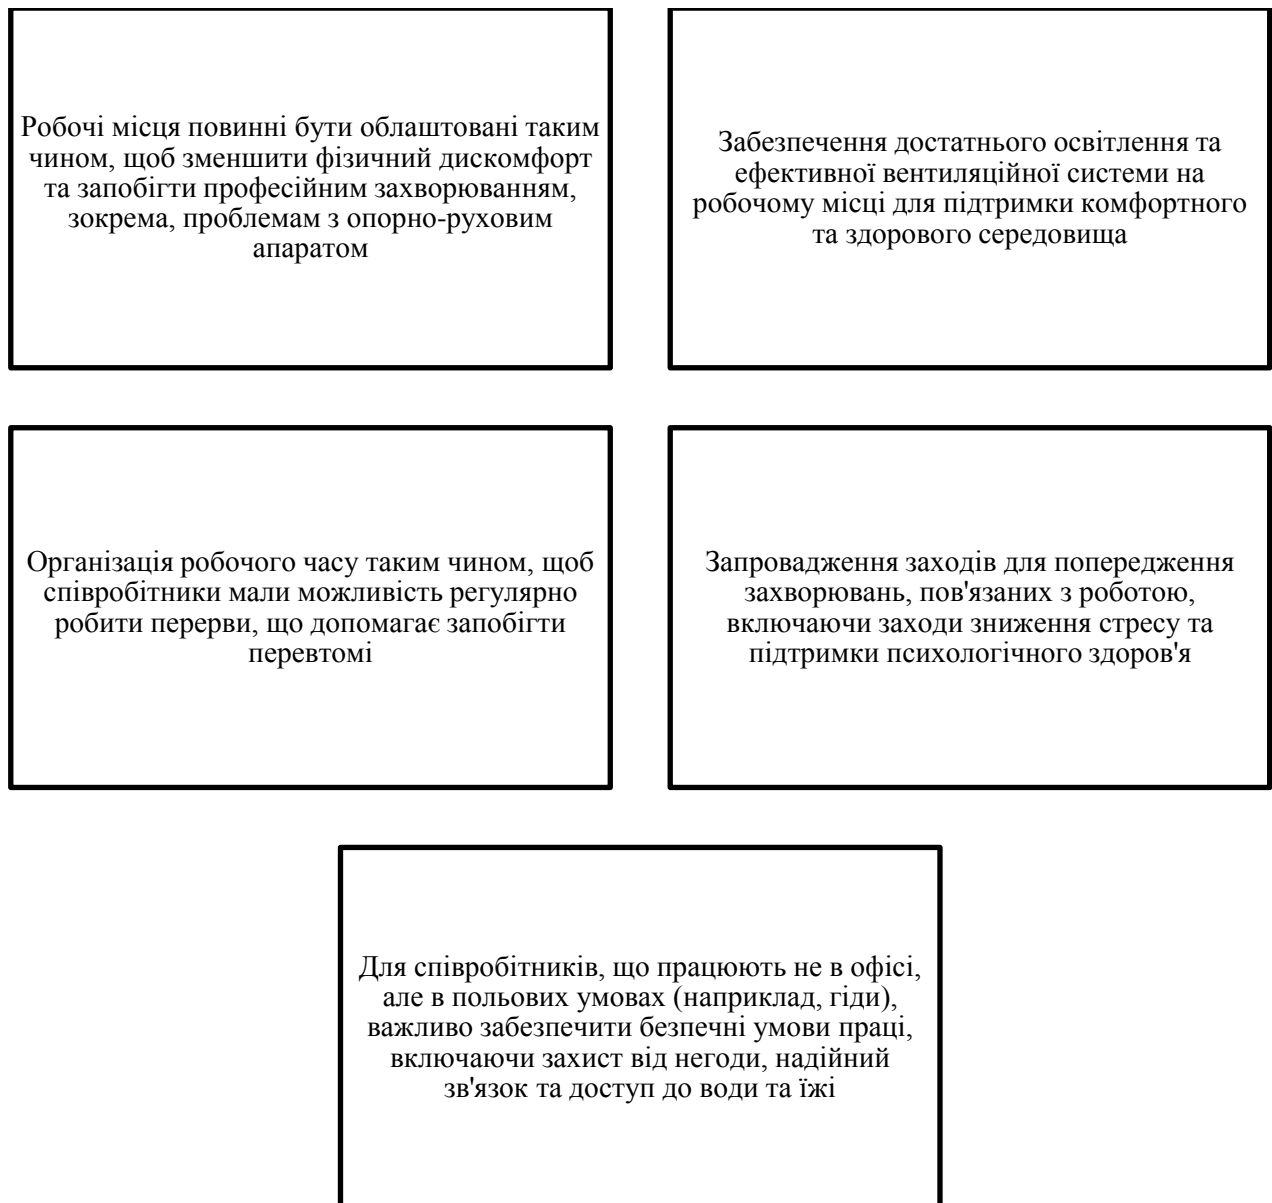 Робочі місця повинні бути облаштовані таким
чином, щоб зменшити фізичний дискомфорт
та запобігти професійним захворюванням,
зокрема, проблемам з опорно-руховим
апаратом
Забезпечення достатнього освітлення та
ефективної вентиляційної системи на
робочому місці для підтримки комфортного
та здорового середовища
Організація робочого часу таким чином, щоб
співробітники мали можливість регулярно
робити перерви, що допомагає запобігти
перевтомі
Запровадження заходів для попередження
захворювань, пов'язаних з роботою,
включаючи заходи зниження стресу та
підтримки психологічного здоров'я
Для співробітників, що працюють не в офісі,
але в польових умовах (наприклад, гіди),
важливо забезпечити безпечні умови праці,
включаючи захист від негоди, надійний
зв'язок та доступ до води та їжі